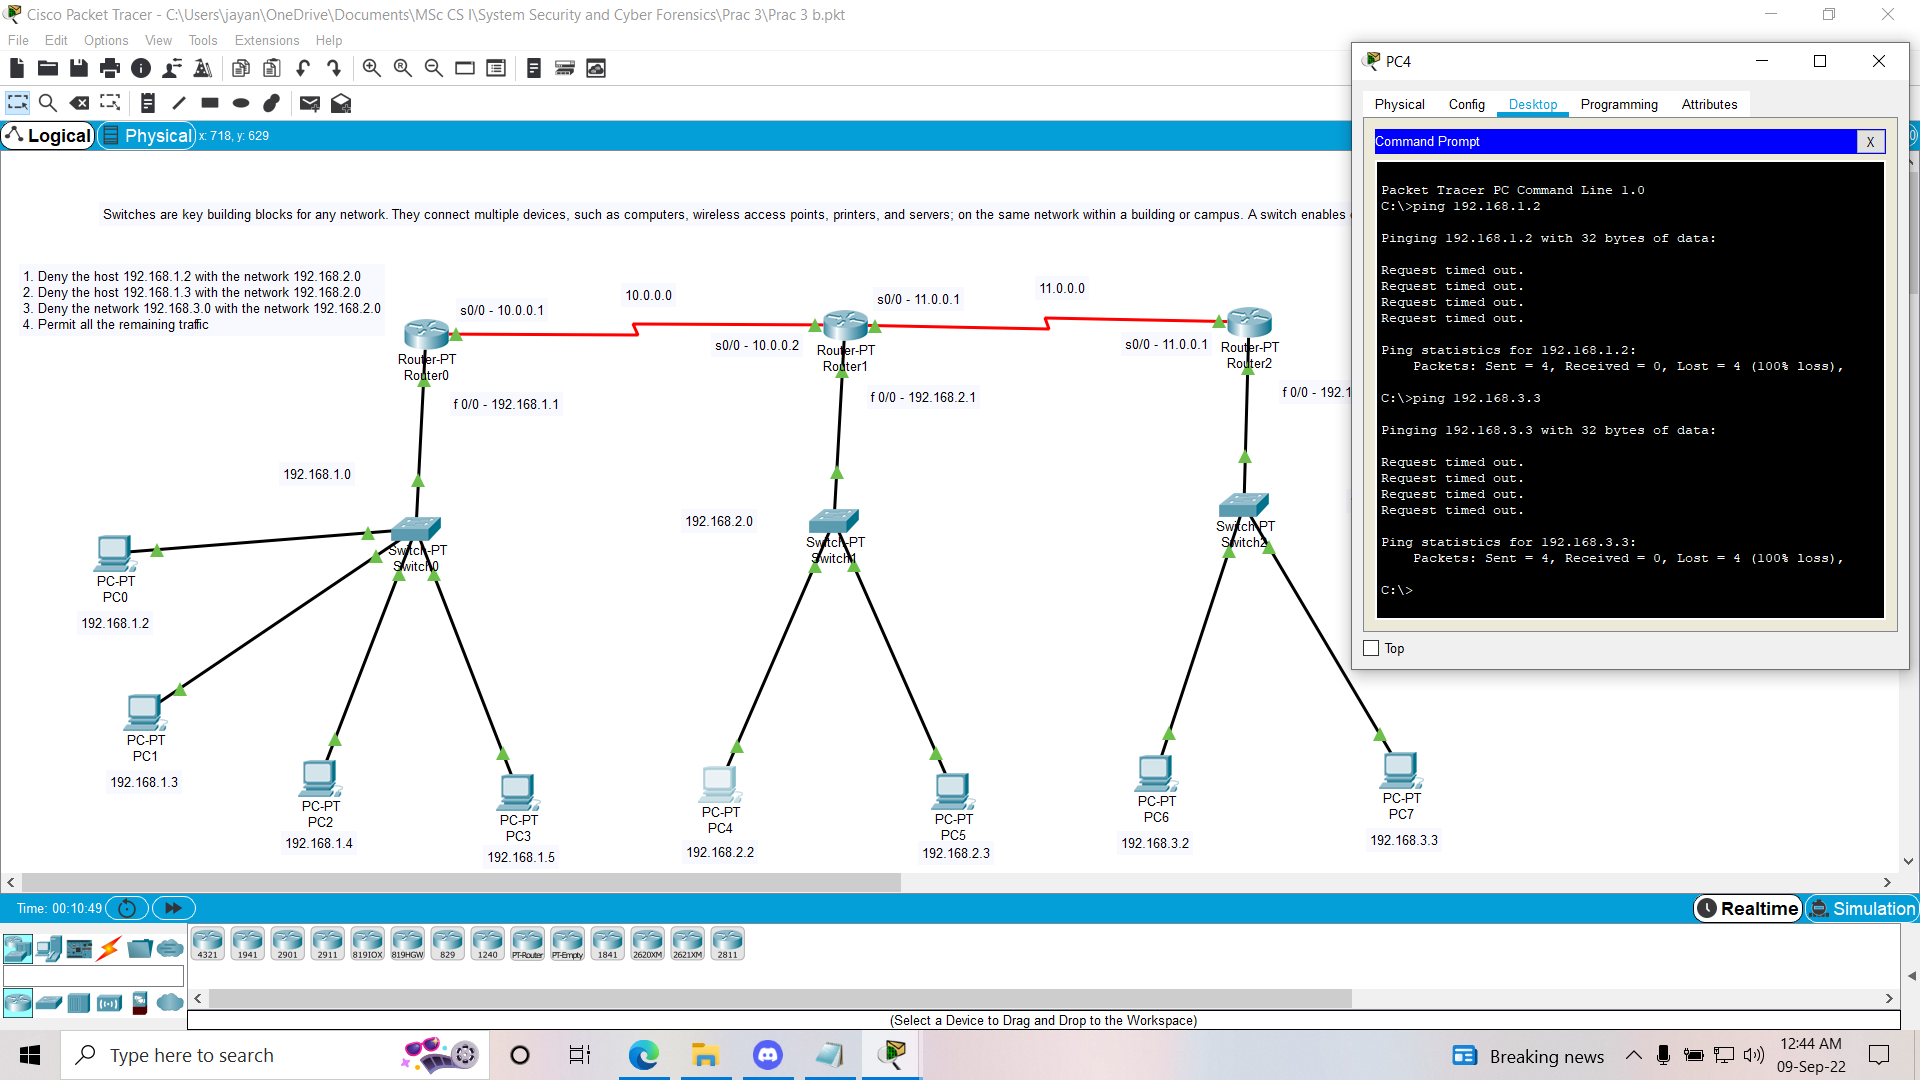 Cisco Packet Tracer - C:\Users\jayan\OneDrive\Documents\MSc CS I\System Security and Cyber Forensics\Prac 3\Prac 3 b.pkt
File Edit Options View Tools Extensions Help
Logical
Physical
x: 718, y: 629
Switches are key building blocks for any network. They connect multiple devices, such as computers, wireless access points, printers, and servers; on the same network within a building or campus. A switch enables
1. Deny the host 192.168.1.2 with the network 192.168.2.0
2. Deny the host 192.168.1.3 with the network 192.168.2.0
3. Deny the network 192.168.3.0 with the network 192.168.2.0
4. Permit all the remaining traffic
s0/0 - 10.0.0.1
10.0.0.0
s0/0 - 11.0.0.1
11.0.0.0
s0/0 - 10.0.0.2
s0/0 - 11.0.0.1
Router-PT
Router0
Router-PT
Router1
Router-PT
Router2
f 0/0 - 192.168.1.1
f 0/0 - 192.168.2.1
f 0/0 - 192.1
192.168.1.0
192.168.2.0
Switch-PT
Switch0
Switch-PT
Switch1
Switch-PT
Switch2
PC-PT
PC0
192.168.1.2
PC-PT
PC1
192.168.1.3
PC-PT
PC2
192.168.1.4
PC-PT
PC3
192.168.1.5
PC-PT
PC4
192.168.2.2
PC-PT
PC5
192.168.2.3
PC-PT
PC6
192.168.3.2
PC-PT
PC7
192.168.3.3
PC4
Physical Config Desktop Programming Attributes
Command Prompt
X
Packet Tracer PC Command Line 1.0
C:\>ping 192.168.1.2
Pinging 192.168.1.2 with 32 bytes of data:
Request timed out.
Request timed out.
Request timed out.
Request timed out.
Ping statistics for 192.168.1.2:
Packets: Sent = 4, Received = 0, Lost = 4 (100% loss),
C:\>ping 192.168.3.3
Pinging 192.168.3.3 with 32 bytes of data:
Request timed out.
Request timed out.
Request timed out.
Request timed out.
Ping statistics for 192.168.3.3:
Packets: Sent = 4, Received = 0, Lost = 4 (100% loss),
C:\>
Top
Time: 00:10:49
Realtime
Simulation
4321 1941 2901 2911 819IOX 819HGW 829 1240 PT-Router PT-Empty 1841 2620XM 2621XM 2811
(Select a Device to Drag and Drop to the Workspace)
Type here to search
Breaking news
12:44 AM
09-Sep-22